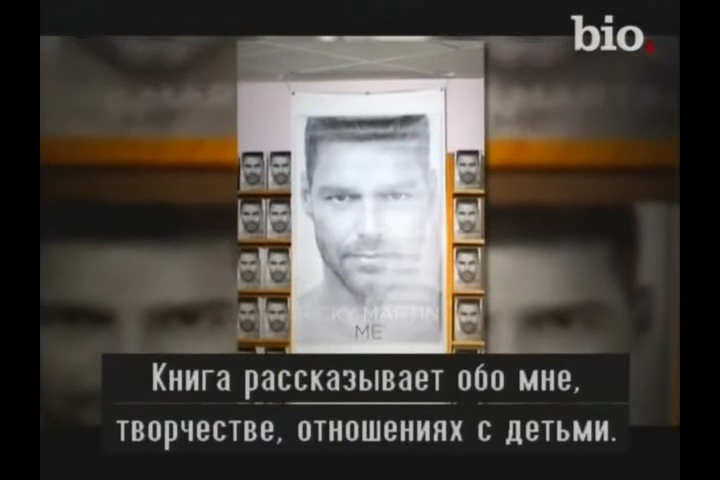 bio.
RICKY MARTIN
ME
Книга рассказывает обо мне,
творчестве, отношениях с детьми.